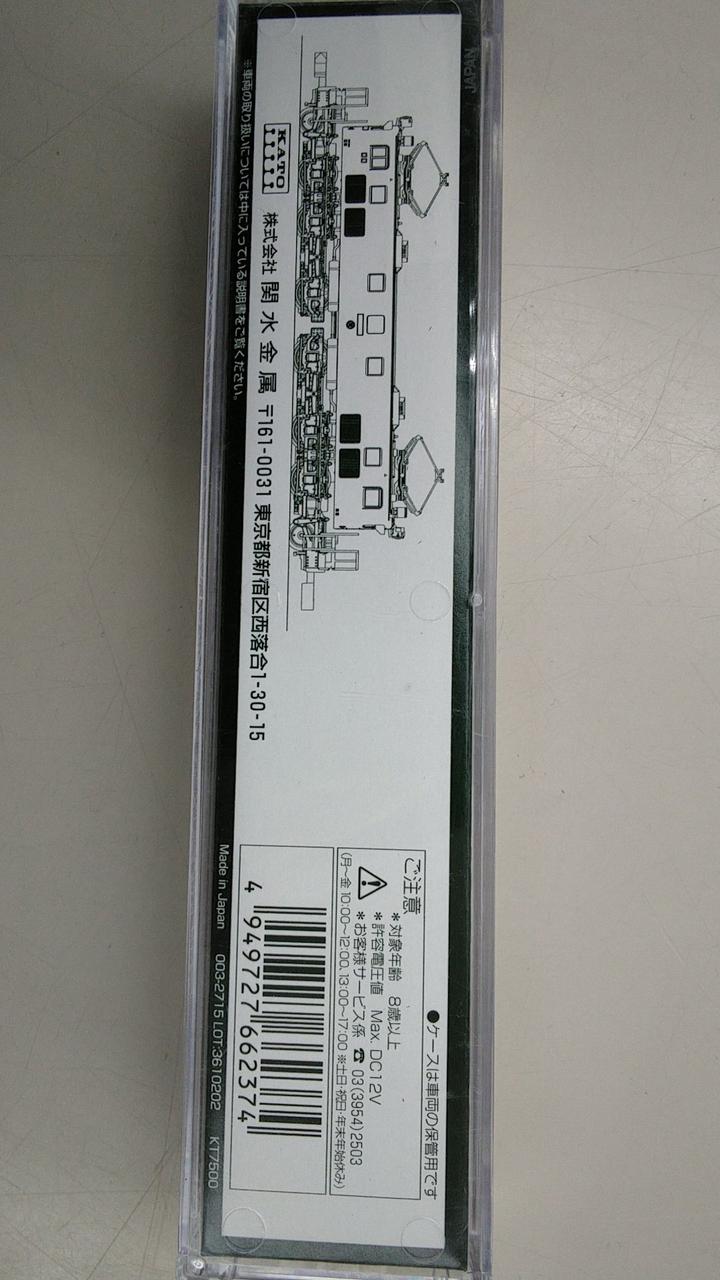 JAPAN
●ケースは車両の保管用です
ご注意
*対象年齢 8歳以上
*許容電圧値 Max. DC12V
*お客様サービス係 ☎ 03(3954)2503
(月〜金 10:00〜12:00、13:00〜17:00 ※土日・祝日・年末年始休み)
KATO 株式会社 関水金属 〒161-0031 東京都新宿区西落合1-30-15
4 949727 662374
※車両の取り扱いについては中に入っている説明書をご覧ください。
Made in Japan 003-2715 LOT:3610202 KT7500